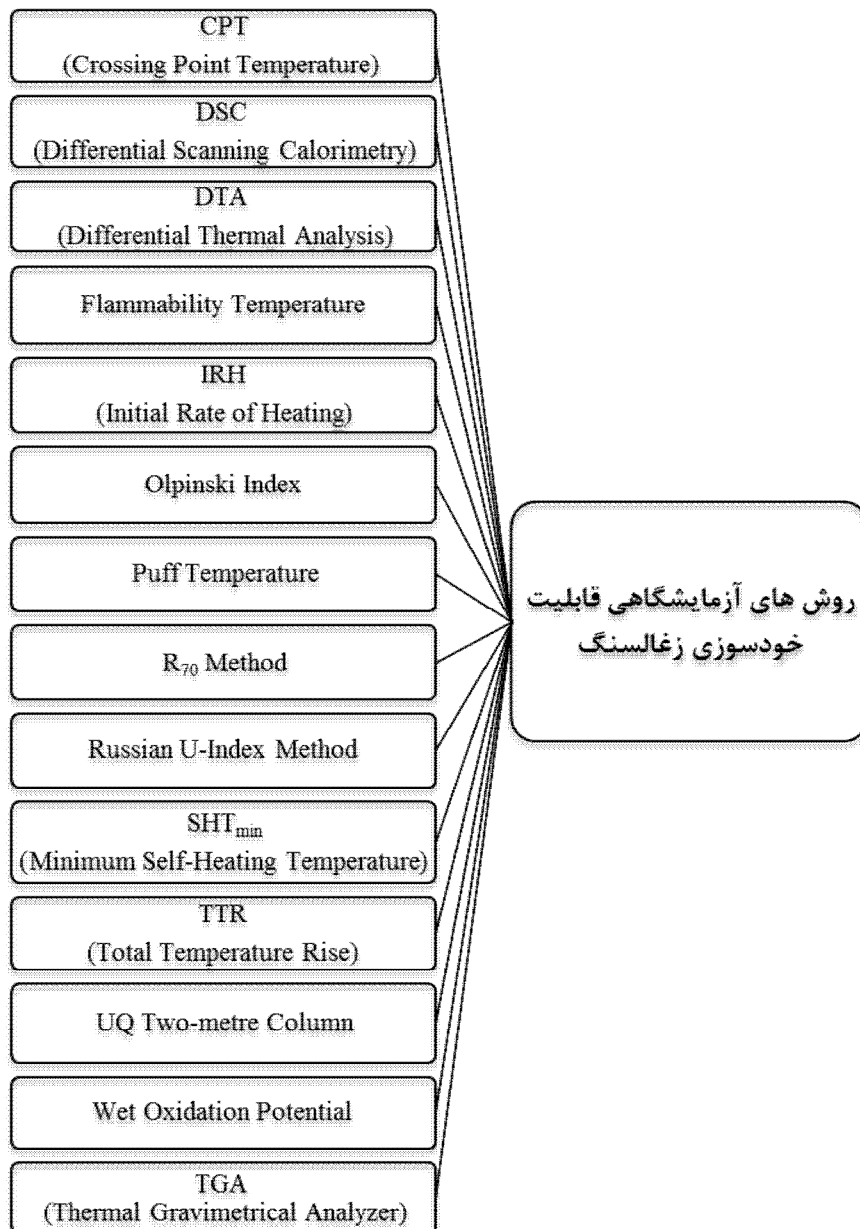 CPT
(Crossing Point Temperature)
DSC
(Differential Scanning Calorimetry)
DTA
(Differential Thermal Analysis)
Flammability Temperature
IRH
(Initial Rate of Heating)
Olpinski Index
Puff Temperature
R₇₀ Method
Russian U-Index Method
SHTₘᵢₙ
(Minimum Self-Heating Temperature)
TTR
(Total Temperature Rise)
UQ Two-metre Column
Wet Oxidation Potential
TGA
(Thermal Gravimetrical Analyzer)
روش های آزمایشگاهی قابلیت
خودسوزی زغالسنگ